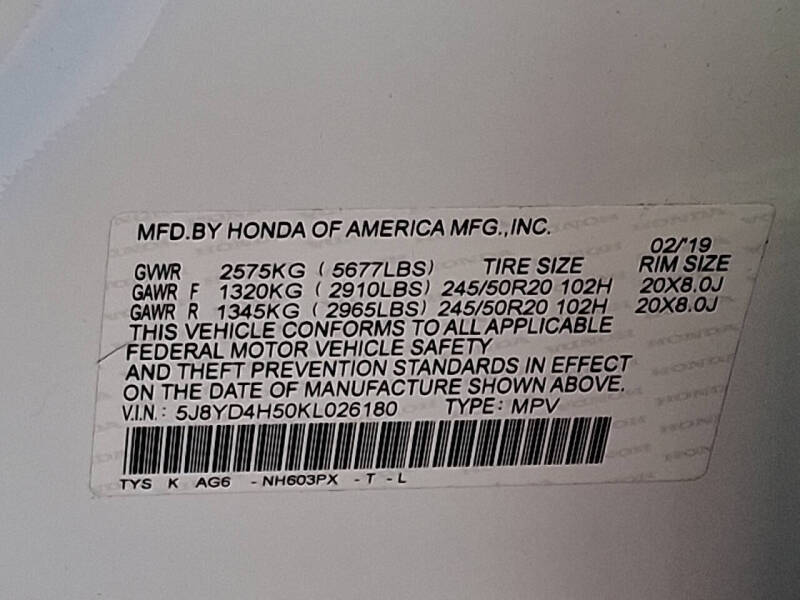 MFD.BY HONDA OF AMERICA MFG.,INC.
02/'19
GVWR 2575KG ( 5677LBS) TIRE SIZE RIM SIZE
GAWR F 1320KG ( 2910LBS) 245/50R20 102H 20X8.0J
GAWR R 1345KG ( 2965LBS) 245/50R20 102H 20X8.0J
THIS VEHICLE CONFORMS TO ALL APPLICABLE
FEDERAL MOTOR VEHICLE SAFETY
AND THEFT PREVENTION STANDARDS IN EFFECT
ON THE DATE OF MANUFACTURE SHOWN ABOVE.
V.I.N.: 5J8YD4H50KL026180 TYPE: MPV
TYS K AG6 - NH603PX - T - L